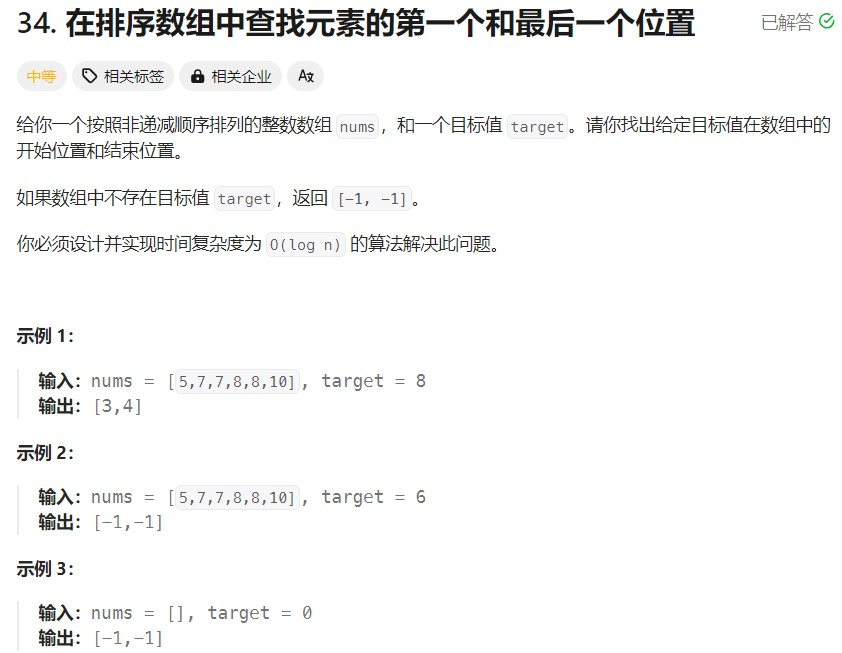 34. 在排序数组中查找元素的第一个和最后一个位置
已解答
中等 相关标签 相关企业 Ax
给你一个按照非递减顺序排列的整数数组 nums，和一个目标值 target。请你找出给定目标值在数组中的
开始位置和结束位置。
如果数组中不存在目标值 target，返回 [-1, -1]。
你必须设计并实现时间复杂度为 O(log n) 的算法解决此问题。
示例 1：
输入：nums = [5,7,7,8,8,10], target = 8
输出：[3,4]
示例 2：
输入：nums = [5,7,7,8,8,10], target = 6
输出：[-1,-1]
示例 3：
输入：nums = [], target = 0
输出：[-1,-1]